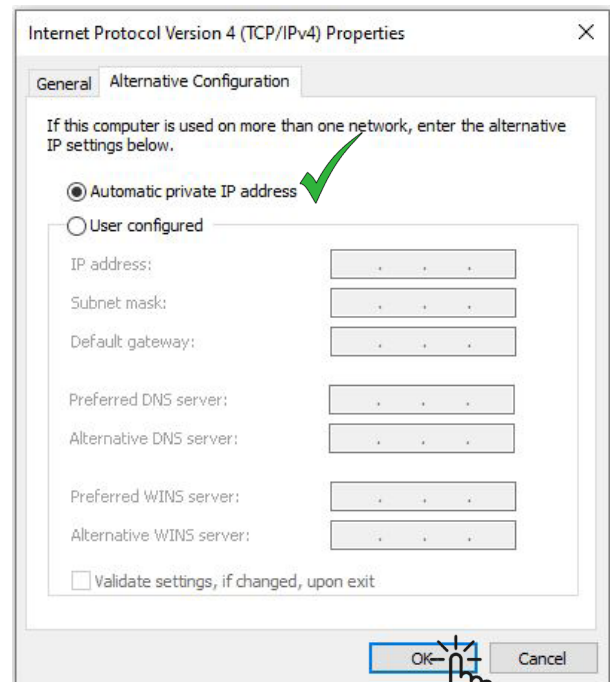 Internet Protocol Version 4 (TCP/IPv4) Properties
General
Alternative Configuration
If this computer is used on more than one network, enter the alternative
IP settings below.
Automatic private IP address
User configured
IP address:
Subnet mask:
Default gateway:
Preferred DNS server:
Alternative DNS server:
Preferred WINS server:
Alternative WINS server:
Validate settings, if changed, upon exit
OK
Cancel